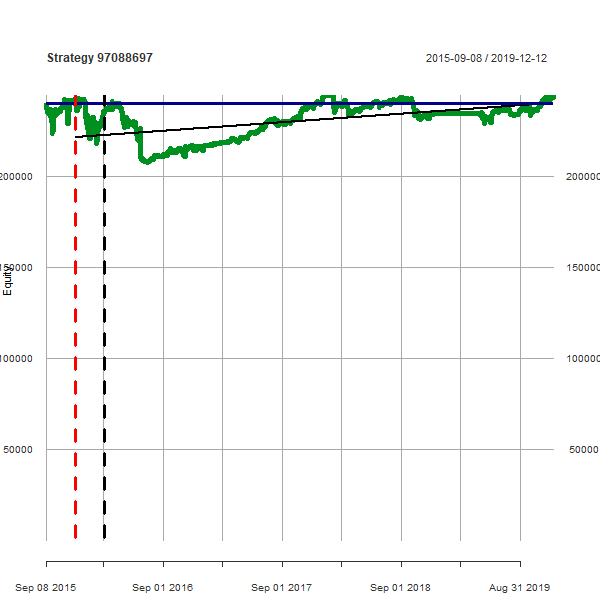 Strategy 97088697
2015-09-08 / 2019-12-12
200000 200000
150000 150000
Equity
100000 100000
50000 50000
Sep 08 2015 Sep 01 2016 Sep 01 2017 Sep 01 2018 Aug 31 2019